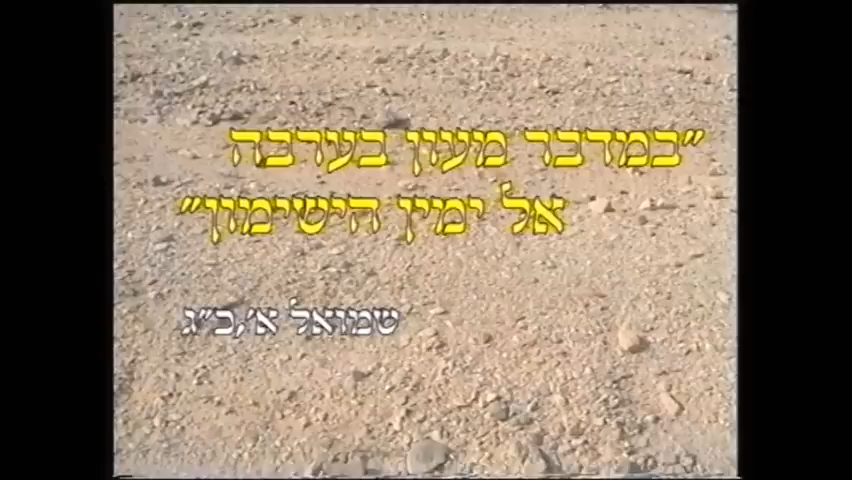 "במדבר מעון בערבה
אל ימין הישימון"
שמואל א׳,כ״ג